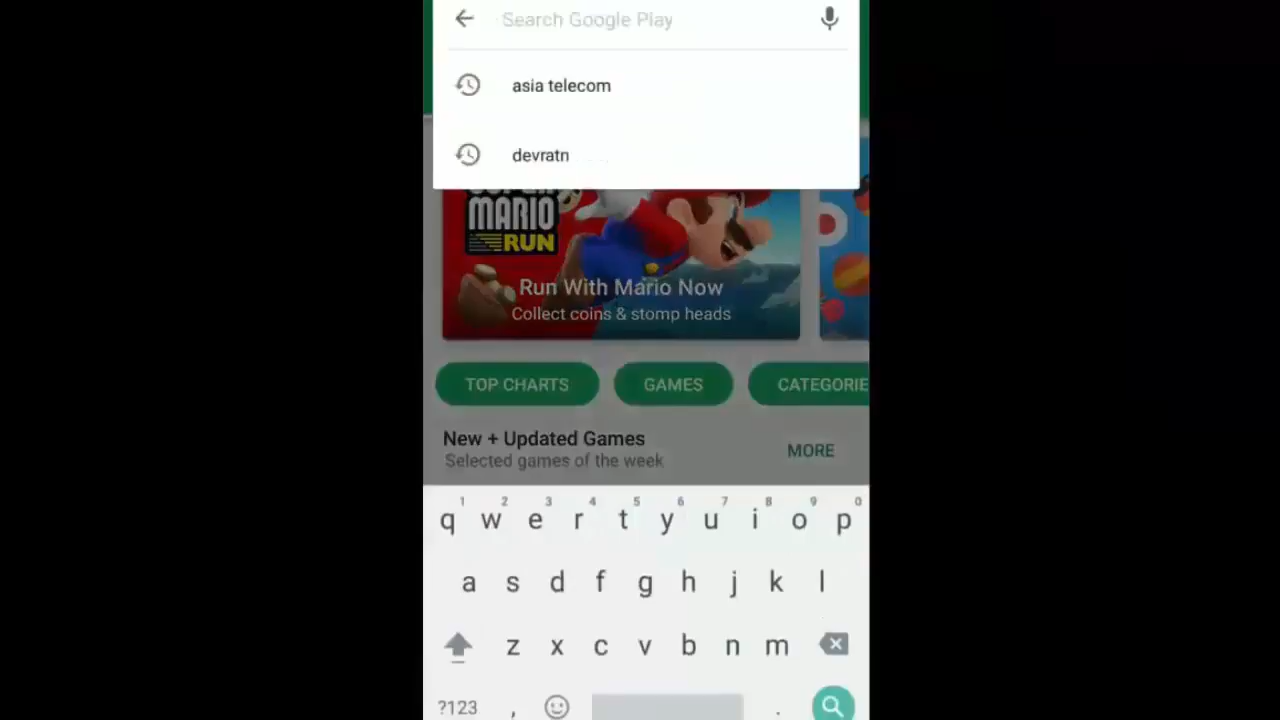 Search Google Play
asia telecom
devratn
SUPER
MARIO
RUN
Run With Mario Now
Collect coins & stomp heads
TOP CHARTS GAMES CATEGORIE
New + Updated Games
MORE
Selected games of the week
1 2 3 4 5 6 7 8 9 0
q w e r t y u i o p
a s d f g h j k l
z x c v b n m
?123 , .